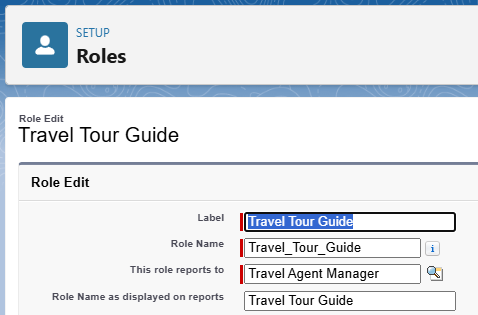 SETUP
Roles
Role Edit
Travel Tour Guide
Role Edit
Label Travel Tour Guide
Role Name Travel_Tour_Guide i
This role reports to Travel Agent Manager
Role Name as displayed on reports Travel Tour Guide